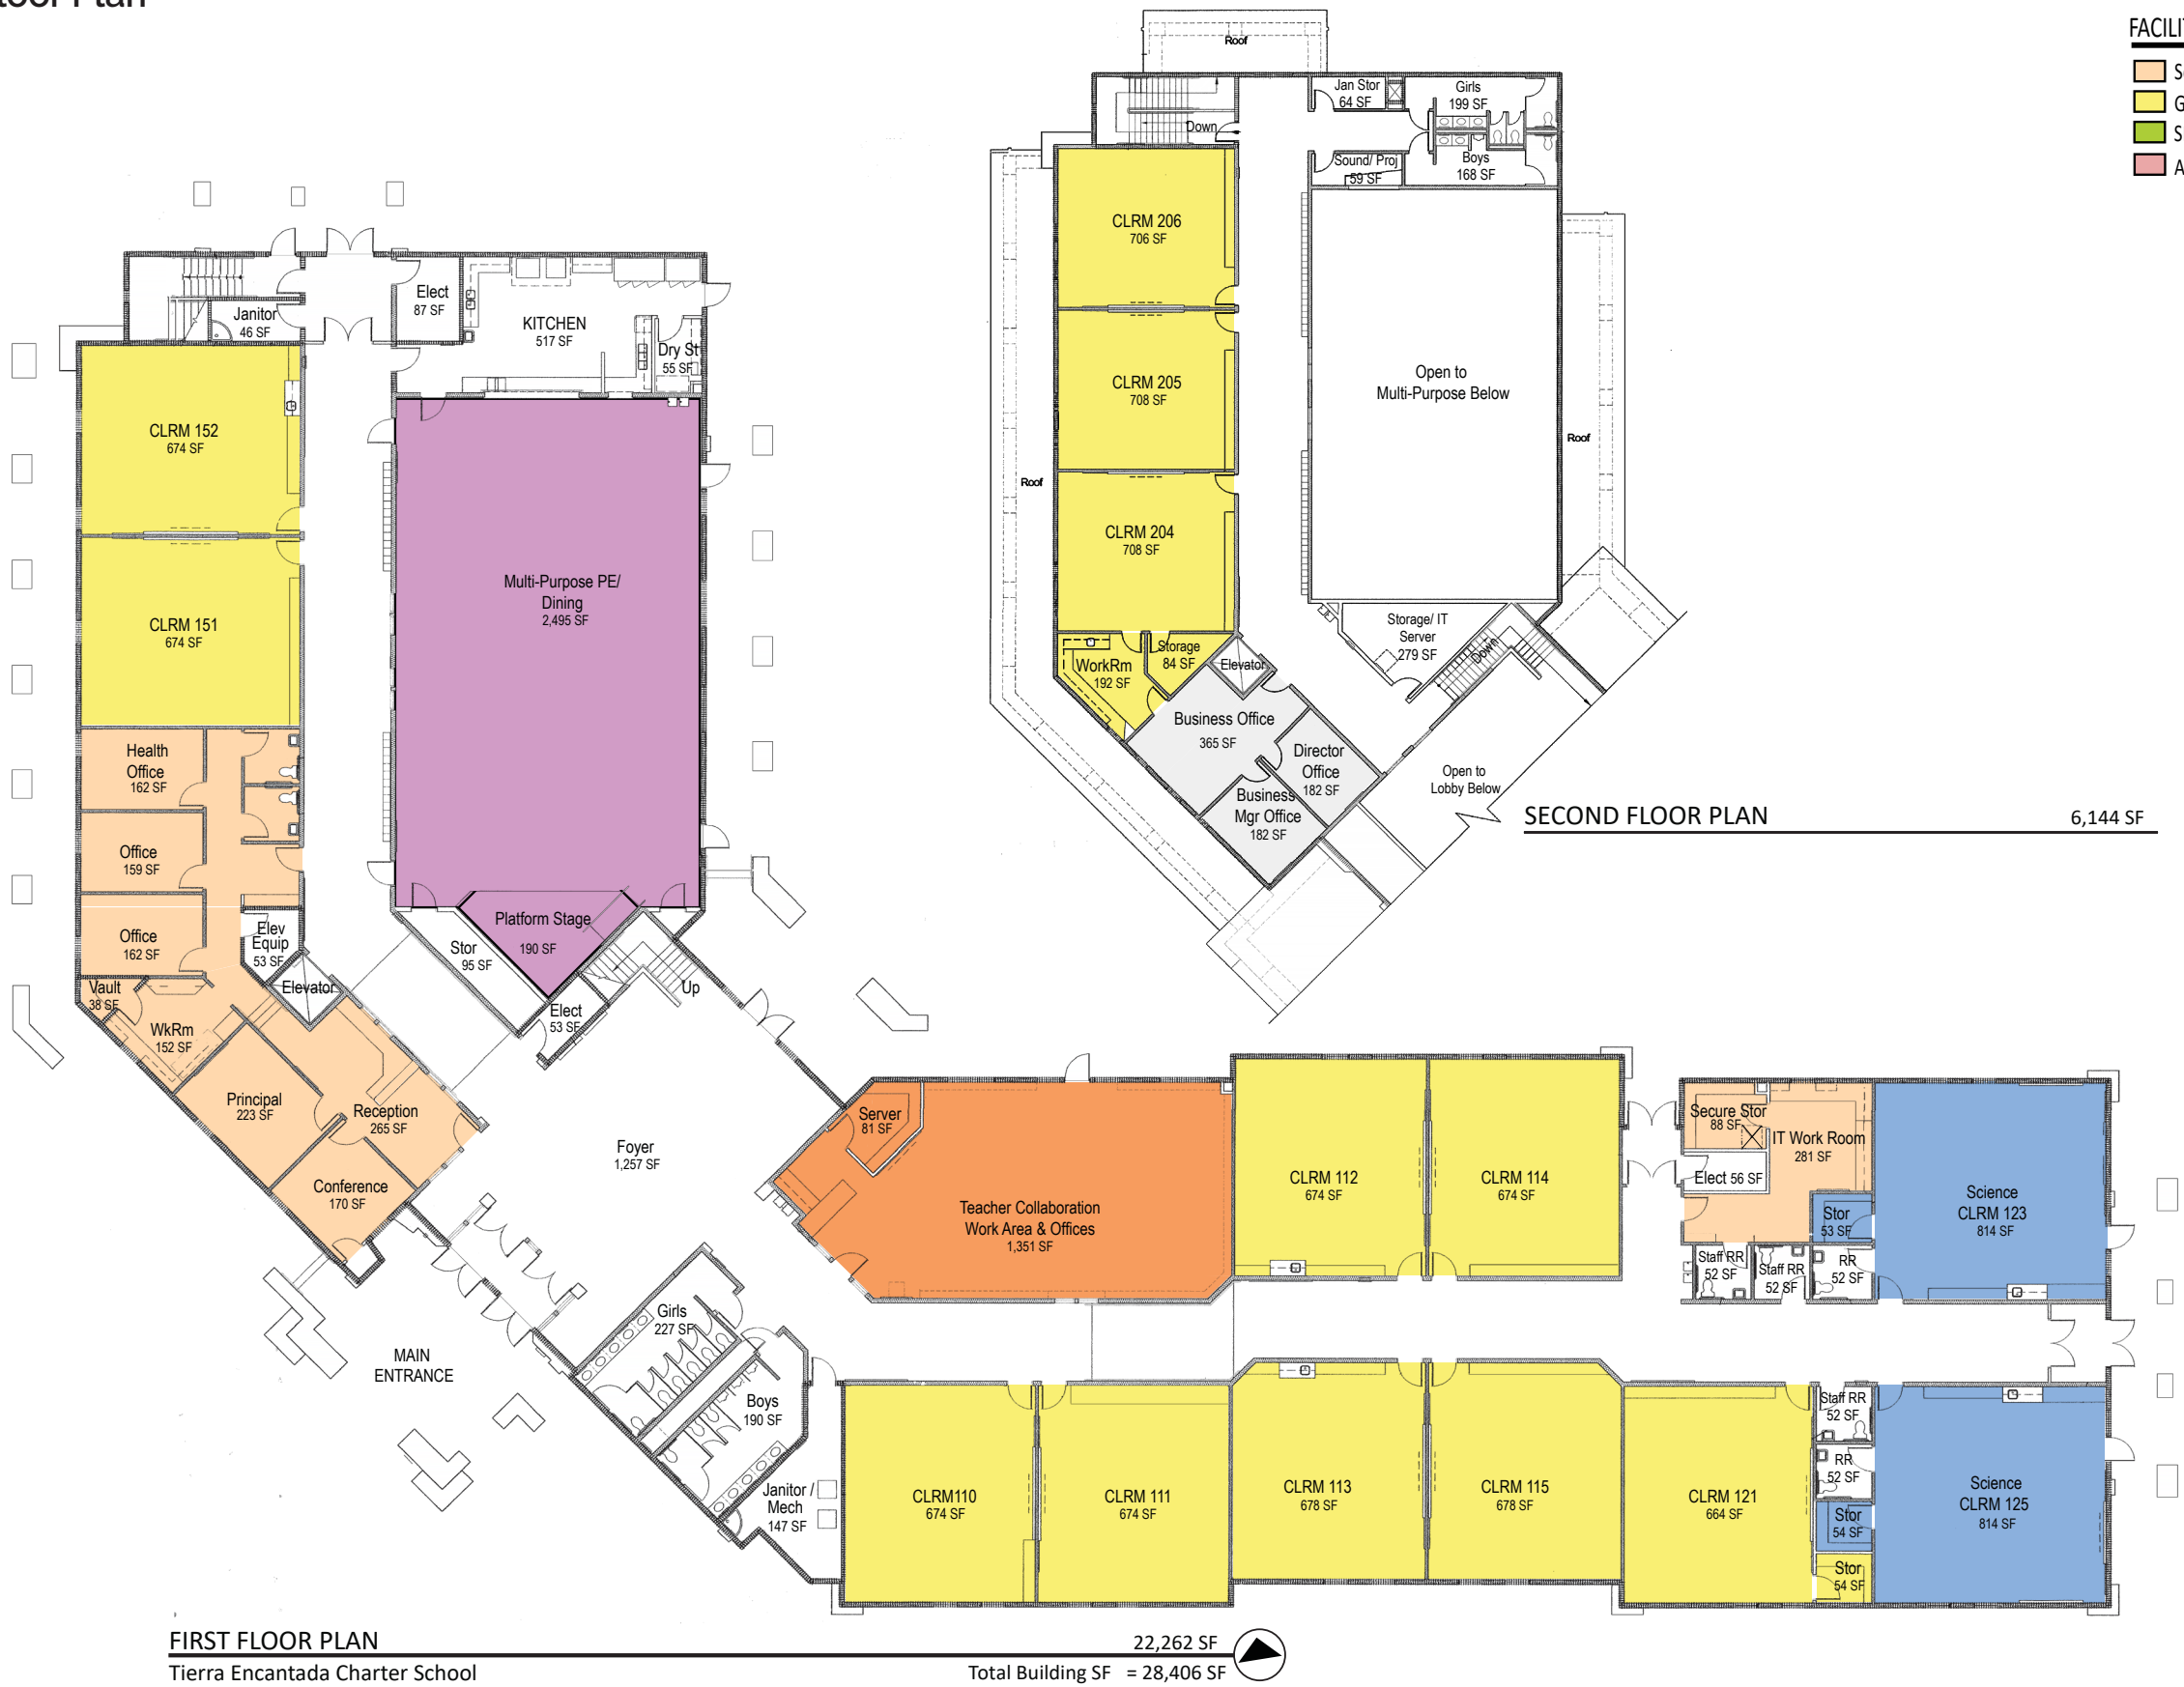 FACILI
Roof
Jan Stor
64 SF
Girls
199 SF
Down
Sound/ Proj
59 SF
Boys
168 SF
CLRM 206
706 SF
CLRM 205
708 SF
Open to
Multi-Purpose Below
Roof
Roof
CLRM 204
708 SF
Storage/ IT
Server
279 SF
Down
WorkRm
192 SF
Storage
84 SF
Elevator
Business Office
365 SF
Director
Office
182 SF
Business
Mgr Office
182 SF
Open to
Lobby Below
SECOND FLOOR PLAN 6,144 SF
Janitor
46 SF
Elect
87 SF
KITCHEN
517 SF
Dry St
55 SF
CLRM 152
674 SF
CLRM 151
674 SF
Multi-Purpose PE/
Dining
2,495 SF
Health
Office
162 SF
Office
159 SF
Office
162 SF
Elev
Equip
53 SF
Platform Stage
190 SF
Stor
95 SF
Elevator
Vault
38 SF
WkRm
152 SF
Elect
53 SF
Up
Principal
223 SF
Reception
265 SF
Conference
170 SF
Foyer
1,257 SF
Server
81 SF
Teacher Collaboration
Work Area & Offices
1,351 SF
CLRM 112
674 SF
CLRM 114
674 SF
Secure Stor
88 SF
IT Work Room
281 SF
Elect 56 SF
Stor
53 SF
Science
CLRM 123
814 SF
Staff RR
52 SF
Staff RR
52 SF
RR
52 SF
MAIN
ENTRANCE
Girls
227 SF
Boys
190 SF
Janitor /
Mech
147 SF
CLRM110
674 SF
CLRM 111
674 SF
CLRM 113
678 SF
CLRM 115
678 SF
CLRM 121
664 SF
Staff RR
52 SF
RR
52 SF
Stor
54 SF
Stor
54 SF
Science
CLRM 125
814 SF
FIRST FLOOR PLAN 22,262 SF
Tierra Encantada Charter School Total Building SF = 28,406 SF